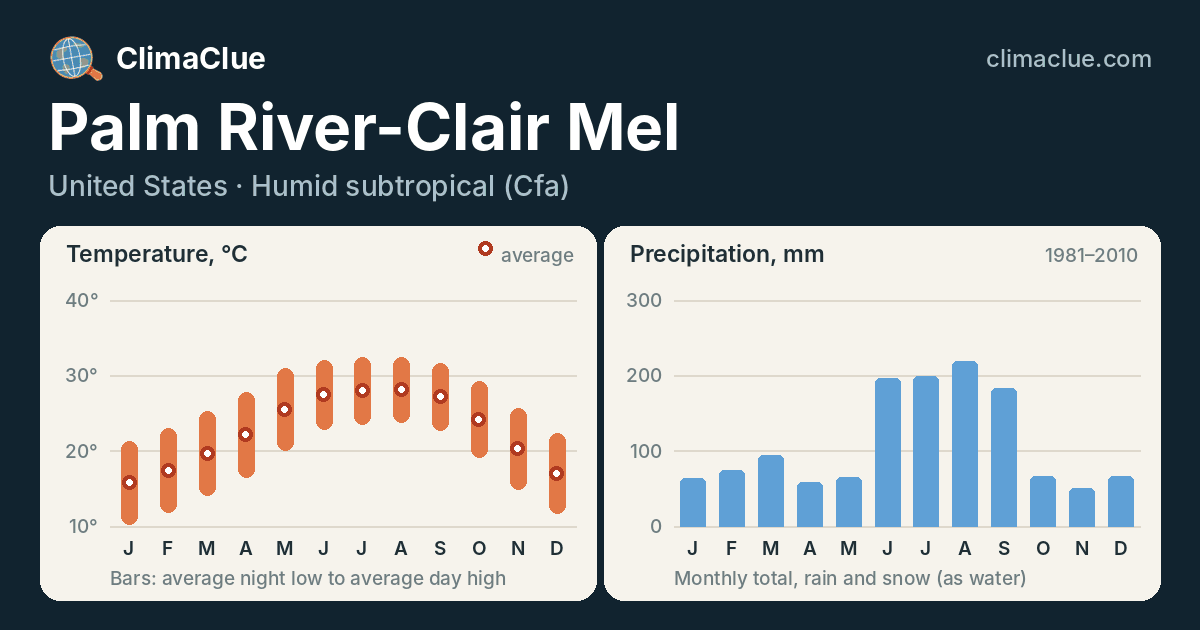 ClimaClue
climaclue.com
Palm River-Clair Mel
United States · Humid subtropical (Cfa)
Temperature, °C
average
40°
30°
20°
10°
J F M A M J J A S O N D
Bars: average night low to average day high
Precipitation, mm
1981–2010
300
200
100
0
J F M A M J J A S O N D
Monthly total, rain and snow (as water)